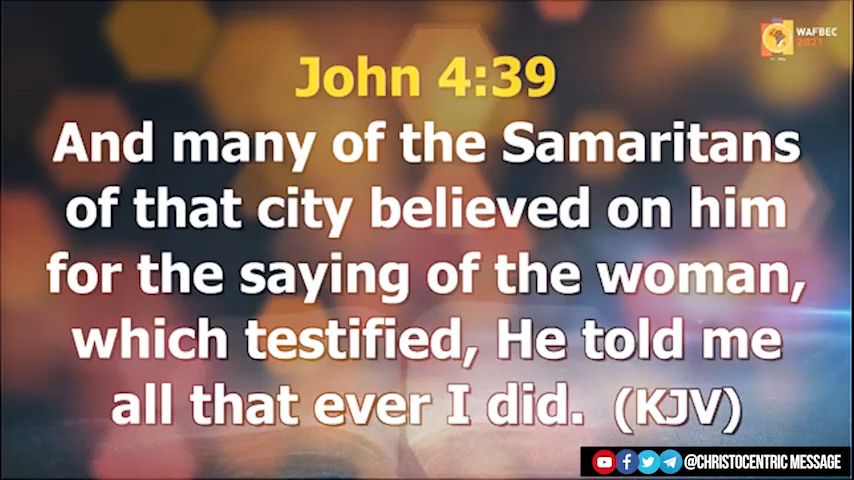 WAFBEC
2021
John 4:39
And many of the Samaritans
of that city believed on him
for the saying of the woman,
which testified, He told me
all that ever I did. (KJV)
@CHRISTOCENTRIC MESSAGE